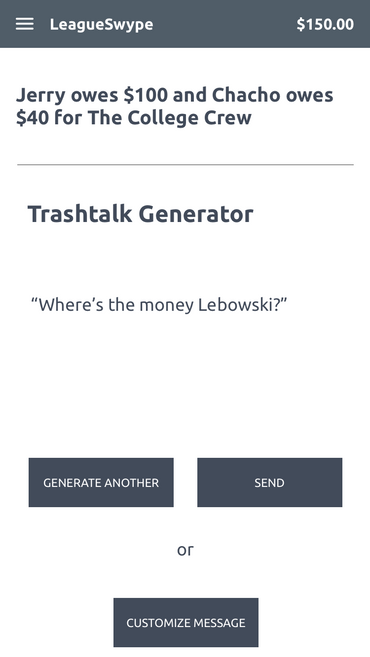 LeagueSwype $150.00
Jerry owes $100 and Chacho owes
$40 for The College Crew
Trashtalk Generator
“Where’s the money Lebowski?”
GENERATE ANOTHER SEND
or
CUSTOMIZE MESSAGE